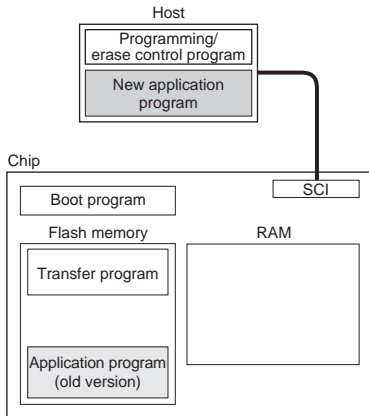 Host
Programming/
erase control program
New application
program
Chip
SCI
Boot program
Flash memory
RAM
Transfer program
Application program
(old version)